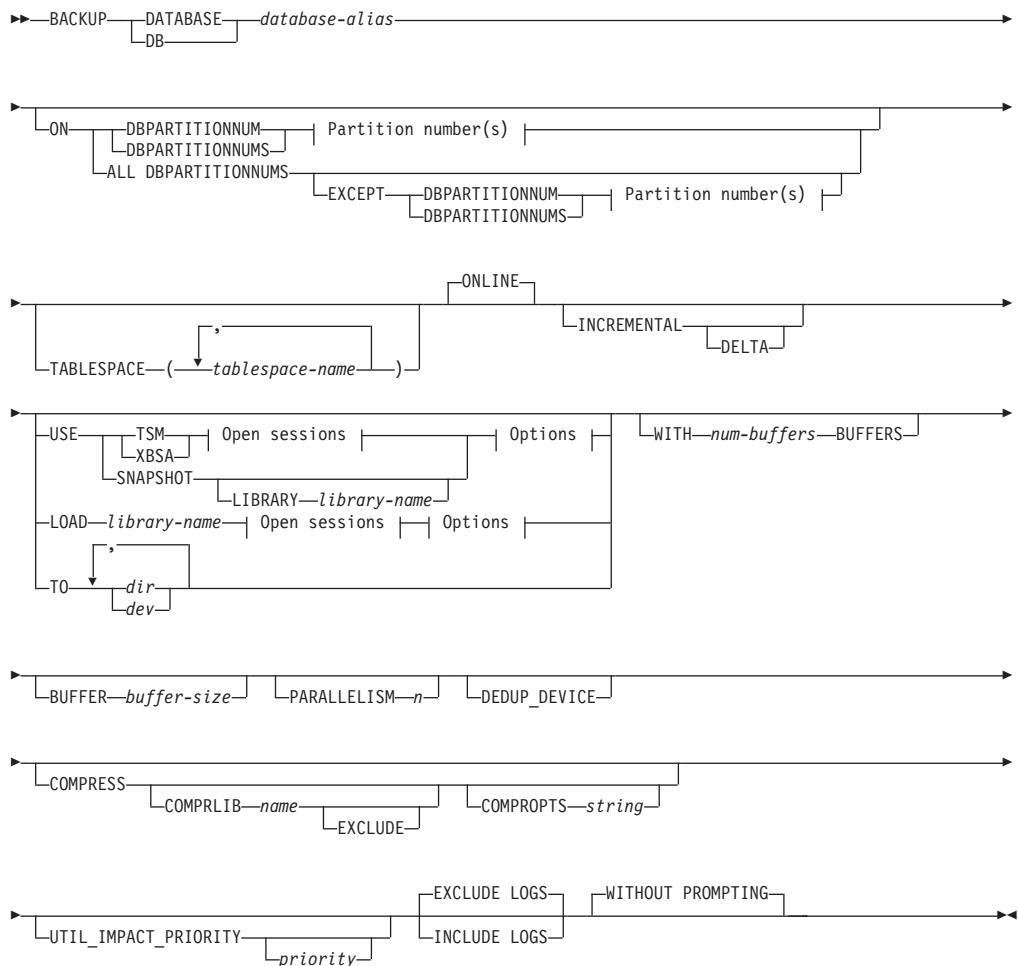 BACKUP DATABASE database-alias
DB
ON DBPARTITIONNUM Partition number(s)
DBPARTITIONNUMS
ALL DBPARTITIONNUMS
EXCEPT DBPARTITIONNUM Partition number(s)
DBPARTITIONNUMS
ONLINE
INCREMENTAL
DELTA
,
TABLESPACE ( tablespace-name )
USE TSM Open sessions Options
XBSA
SNAPSHOT
LIBRARY library-name
LOAD library-name Open sessions Options
,
TO dir
dev
WITH num-buffers BUFFERS
BUFFER buffer-size PARALLELISM n DEDUP_DEVICE
COMPRESS
COMPRLIB name COMPROPTS string
EXCLUDE
EXCLUDE LOGS WITHOUT PROMPTING
UTIL_IMPACT_PRIORITY INCLUDE LOGS
priority